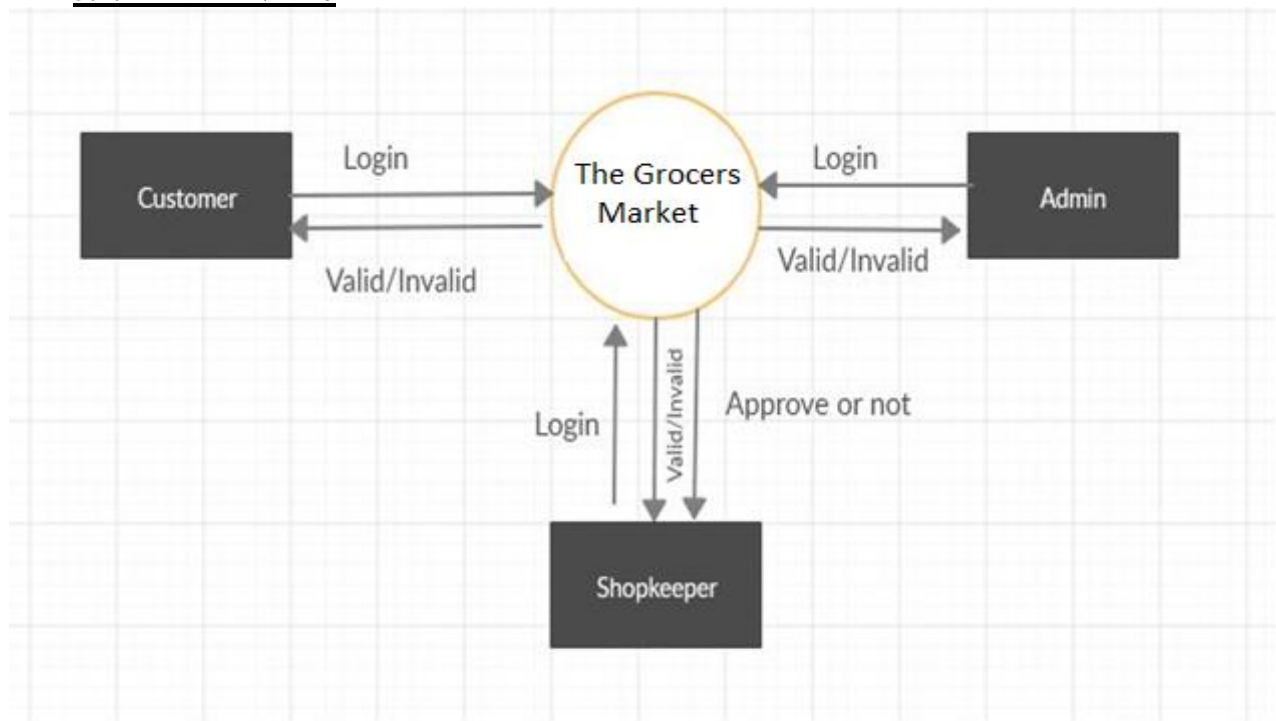 Login
The Grocers
Market
Login
Customer
Admin
Valid/Invalid
Valid/Invalid
Valid/Invalid
Approve or not
Login
Shopkeeper